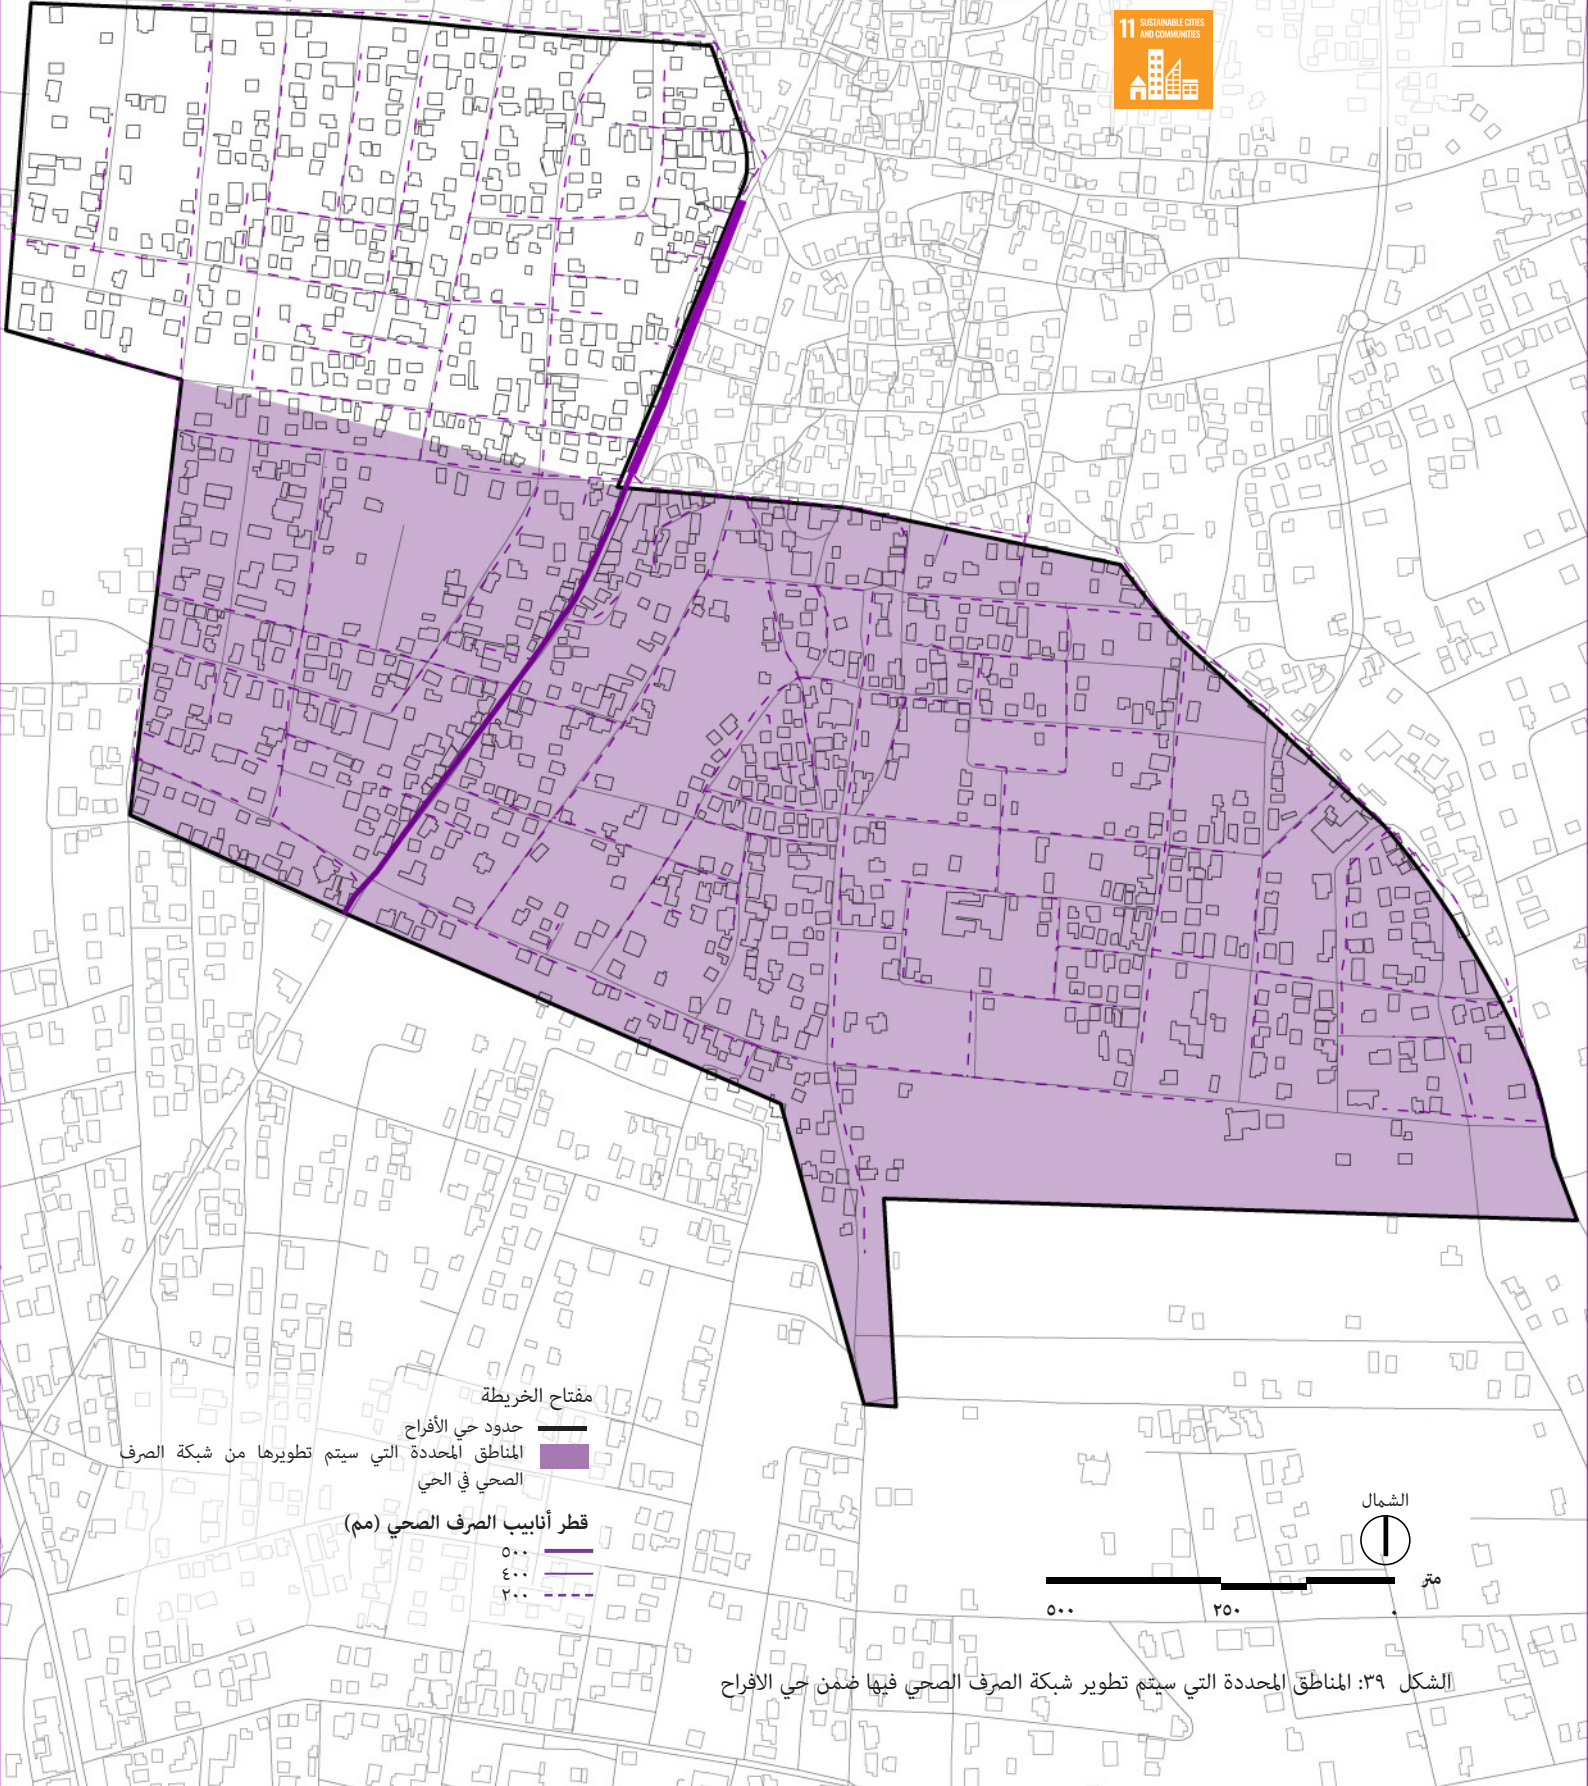 11 SUSTAINABLE CITIES
AND COMMUNITIES
مفتاح الخريطة
حدود حي الأفراح
المناطق المحددة التي سيتم تطويرها من شبكة الصرف
الصحي في الحي
قطر أنابيب الصرف الصحي (مم)
٥٠٠
٤٠٠
٢٠٠
الشمال
متر
٥٠٠ ٢٥٠ ٠
الشكل ٣٩: المناطق المحددة التي سيتم تطوير شبكة الصرف الصحي فيها ضمن حي الافراح